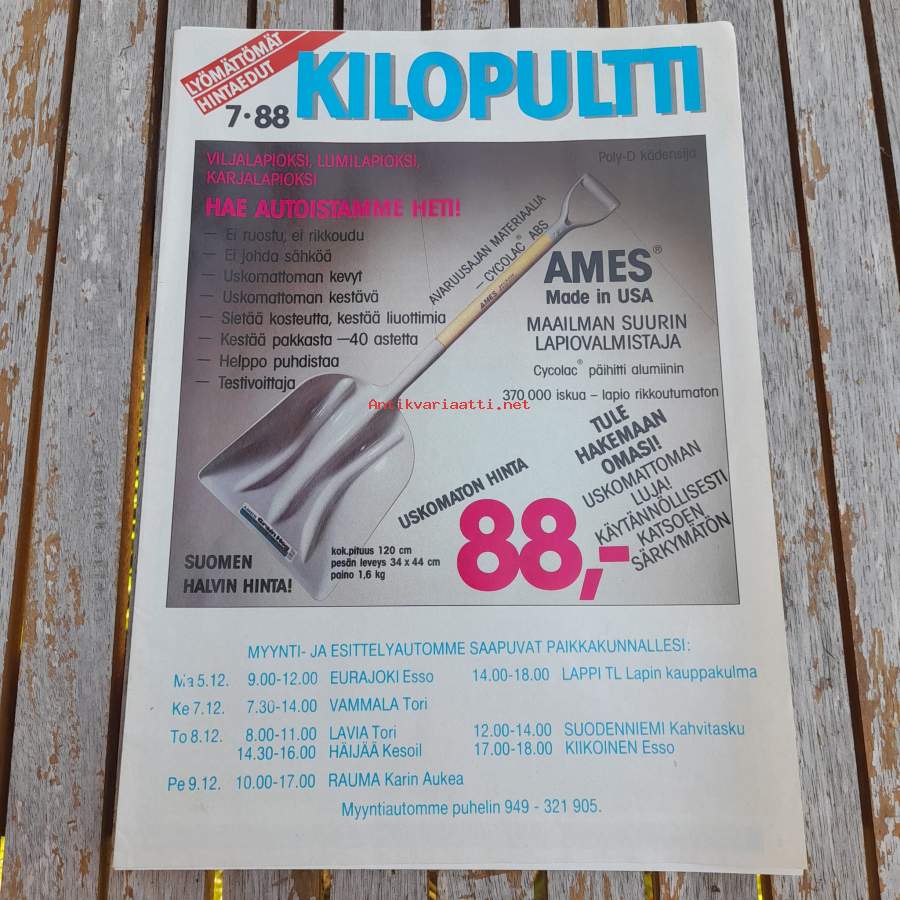 LYÖMÄTTÖMÄT
HINTAEDUT
7•88
KILOPULTTI
VILJALAPIOKSI, LUMILAPIOKSI,
KARJALAPIOKSI
HAE AUTOISTAMME HETI!
— Ei ruostu, ei rikkoudu
— Ei johda sähköä
— Uskomattoman kevyt
— Uskomattoman kestävä
— Sietää kosteutta, kestää liuottimia
— Kestää pakkasta —40 astetta
— Helppo puhdistaa
— Testivoittaja
Poly-D kädensija
AVARUUSAJAN MATERIAALIA
— CYCOLAC® ABS
AMES
AMES®
Made in USA
MAAILMAN SUURIN
LAPIOVALMISTAJA
Cycolac® päihitti alumiinin
370 000 iskua – lapio rikkoutumaton
Antikvariaatti.net
TULE
HAKEMAAN
OMASI!
USKOMATTOMAN
LUJA!
KÄYTÄNNÖLLISESTI
KATSOEN
SÄRKYMÄTÖN
USKOMATON HINTA
88,-
kok.pituus 120 cm
pesän leveys 34 x 44 cm
paino 1,6 kg
SUOMEN
HALVIN HINTA!
MYYNTI- JA ESITTELYAUTOMME SAAPUVAT PAIKKAKUNNALLESI:
Ma 5.12. 9.00-12.00 EURAJOKI Esso 14.00-18.00 LAPPI TL Lapin kauppakulma
Ke 7.12. 7.30-14.00 VAMMALA Tori
To 8.12. 8.00-11.00 LAVIA Tori 12.00-14.00 SUODENNIEMI Kahvitasku
14.30-16.00 HÄIJÄÄ Kesoil 17.00-18.00 KIIKOINEN Esso
Pe 9.12. 10.00-17.00 RAUMA Karin Aukea
Myyntiautomme puhelin 949 - 321 905.